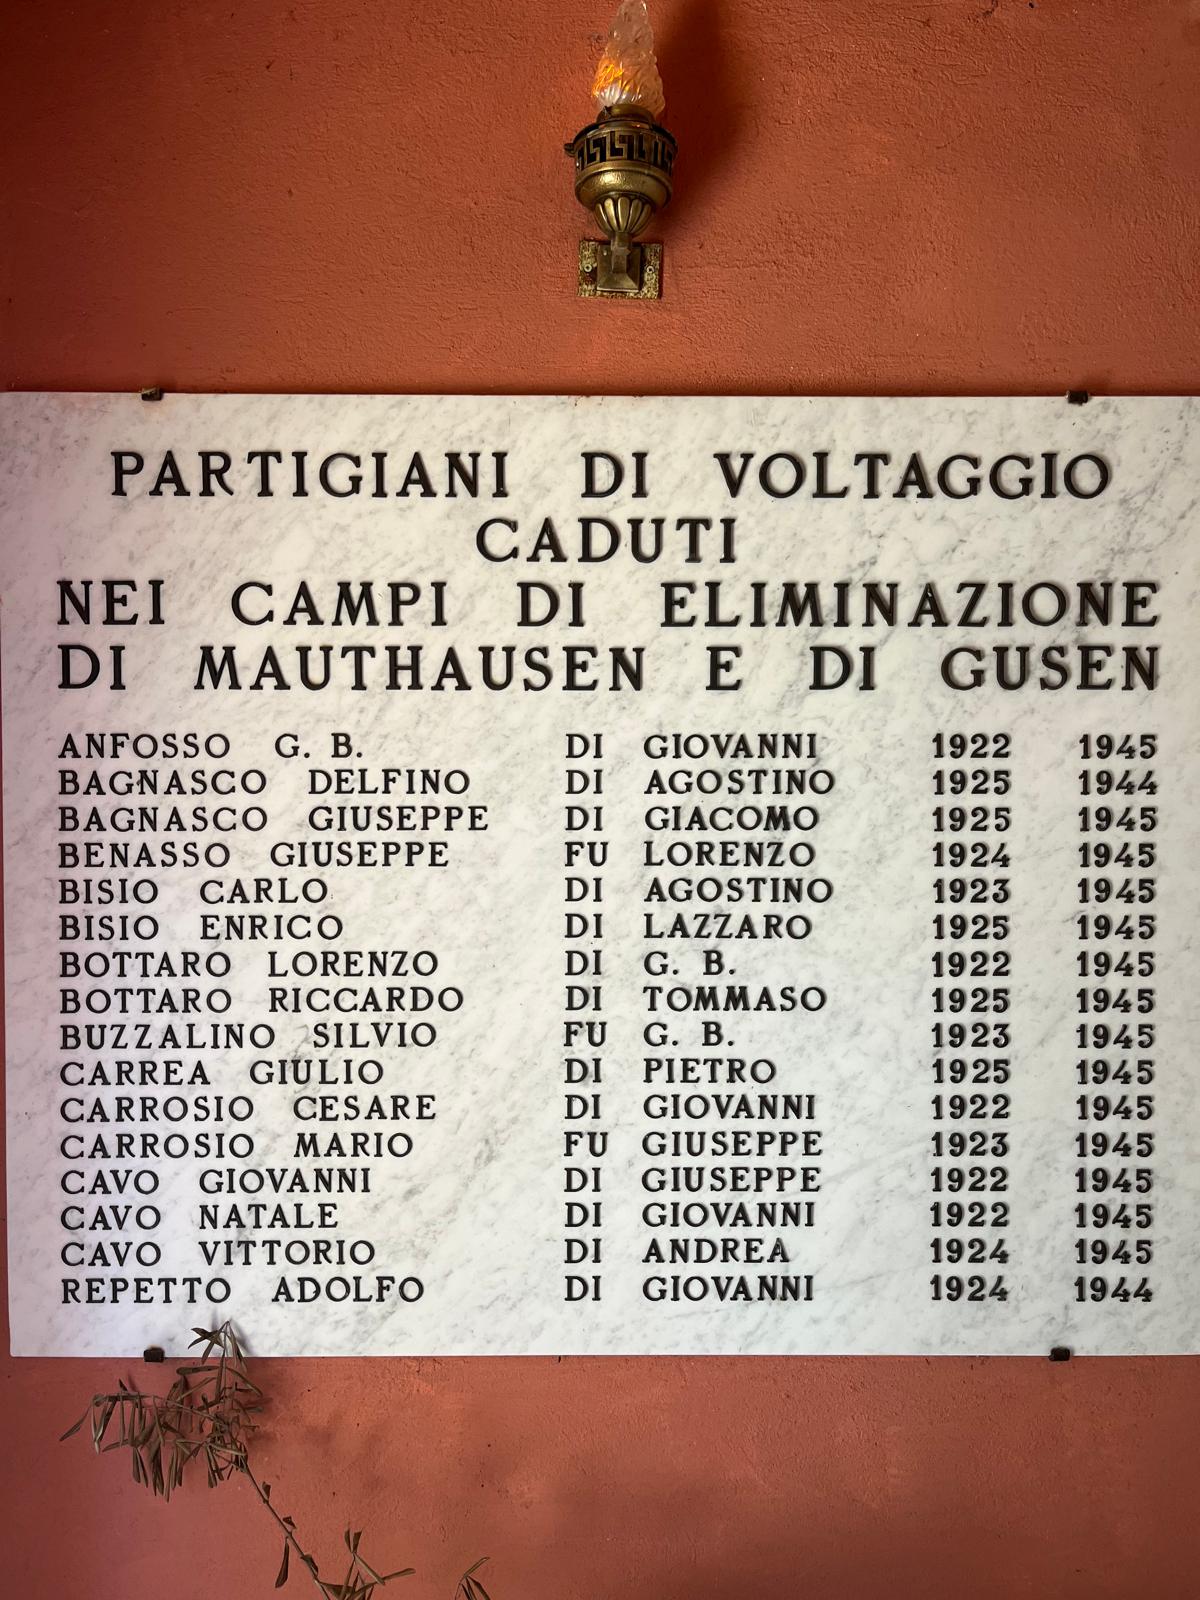 PARTIGIANI DI VOLTAGGIO
CADUTI
NEI CAMPI DI ELIMINAZIONE
DI MAUTHAUSEN E DI GUSEN
ANFOSSO G. B. DI GIOVANNI 1922 1945
BAGNASCO DELFINO DI AGOSTINO 1925 1944
BAGNASCO GIUSEPPE DI GIACOMO 1925 1945
BENASSO GIUSEPPE FU LORENZO 1924 1945
BISIO CARLO DI AGOSTINO 1923 1945
BISIO ENRICO DI LAZZARO 1925 1945
BOTTARO LORENZO DI G. B. 1922 1945
BOTTARO RICCARDO DI TOMMASO 1925 1945
BUZZALINO SILVIO FU G. B. 1923 1945
CARREA GIULIO DI PIETRO 1925 1945
CARROSIO CESARE DI GIOVANNI 1922 1945
CARROSIO MARIO FU GIUSEPPE 1923 1945
CAVO GIOVANNI DI GIUSEPPE 1922 1945
CAVO NATALE DI GIOVANNI 1922 1945
CAVO VITTORIO DI ANDREA 1924 1945
REPETTO ADOLFO DI GIOVANNI 1924 1944